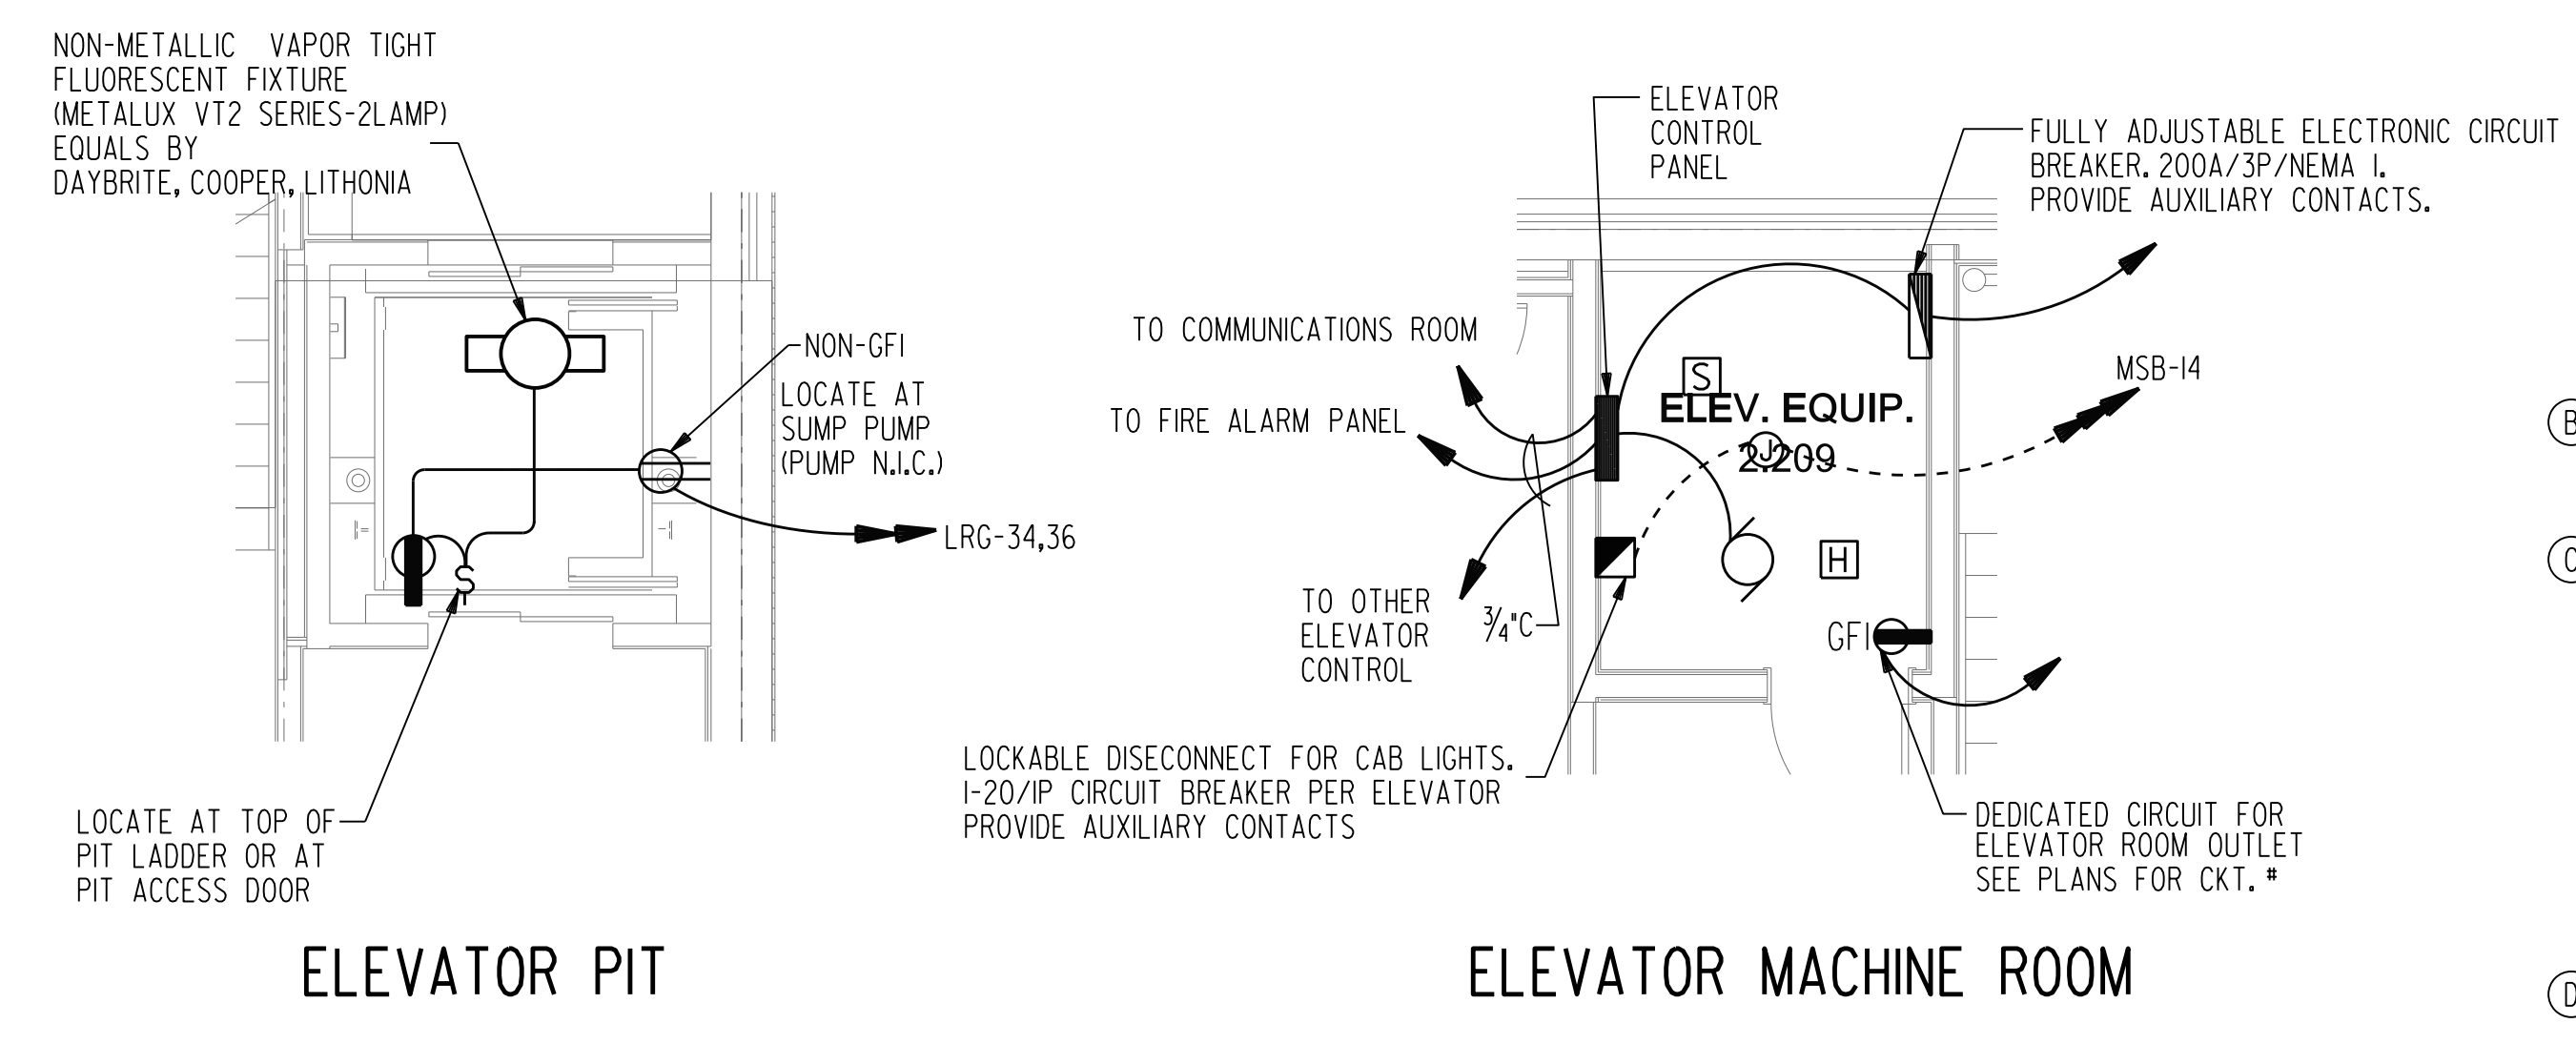 NON-METALLIC VAPOR TIGHT
FLUORESCENT FIXTURE
(METALUX VT2 SERIES-2LAMP)
EQUALS BY
DAYBRITE, COOPER, LITHONIA
NON-GFI
LOCATE AT
SUMP PUMP
(PUMP N.I.C.)
LRG-34,36
S
T
LOCATE AT TOP OF
PIT LADDER OR AT
PIT ACCESS DOOR
ELEVATOR PIT
ELEVATOR
CONTROL
PANEL
FULLY ADJUSTABLE ELECTRONIC CIRCUIT
BREAKER. 200A/3P/NEMA 1.
PROVIDE AUXILIARY CONTACTS.
TO COMMUNICATIONS ROOM
TO FIRE ALARM PANEL
S
ELEV. EQUIP.
2.209
J
MSB-14
TO OTHER
ELEVATOR
CONTROL
3/4"C
H
GFI
LOCKABLE DISECONNECT FOR CAB LIGHTS.
1-20/1P CIRCUIT BREAKER PER ELEVATOR
PROVIDE AUXILIARY CONTACTS
DEDICATED CIRCUIT FOR
ELEVATOR ROOM OUTLET
SEE PLANS FOR CKT. #
ELEVATOR MACHINE ROOM
B
C
D